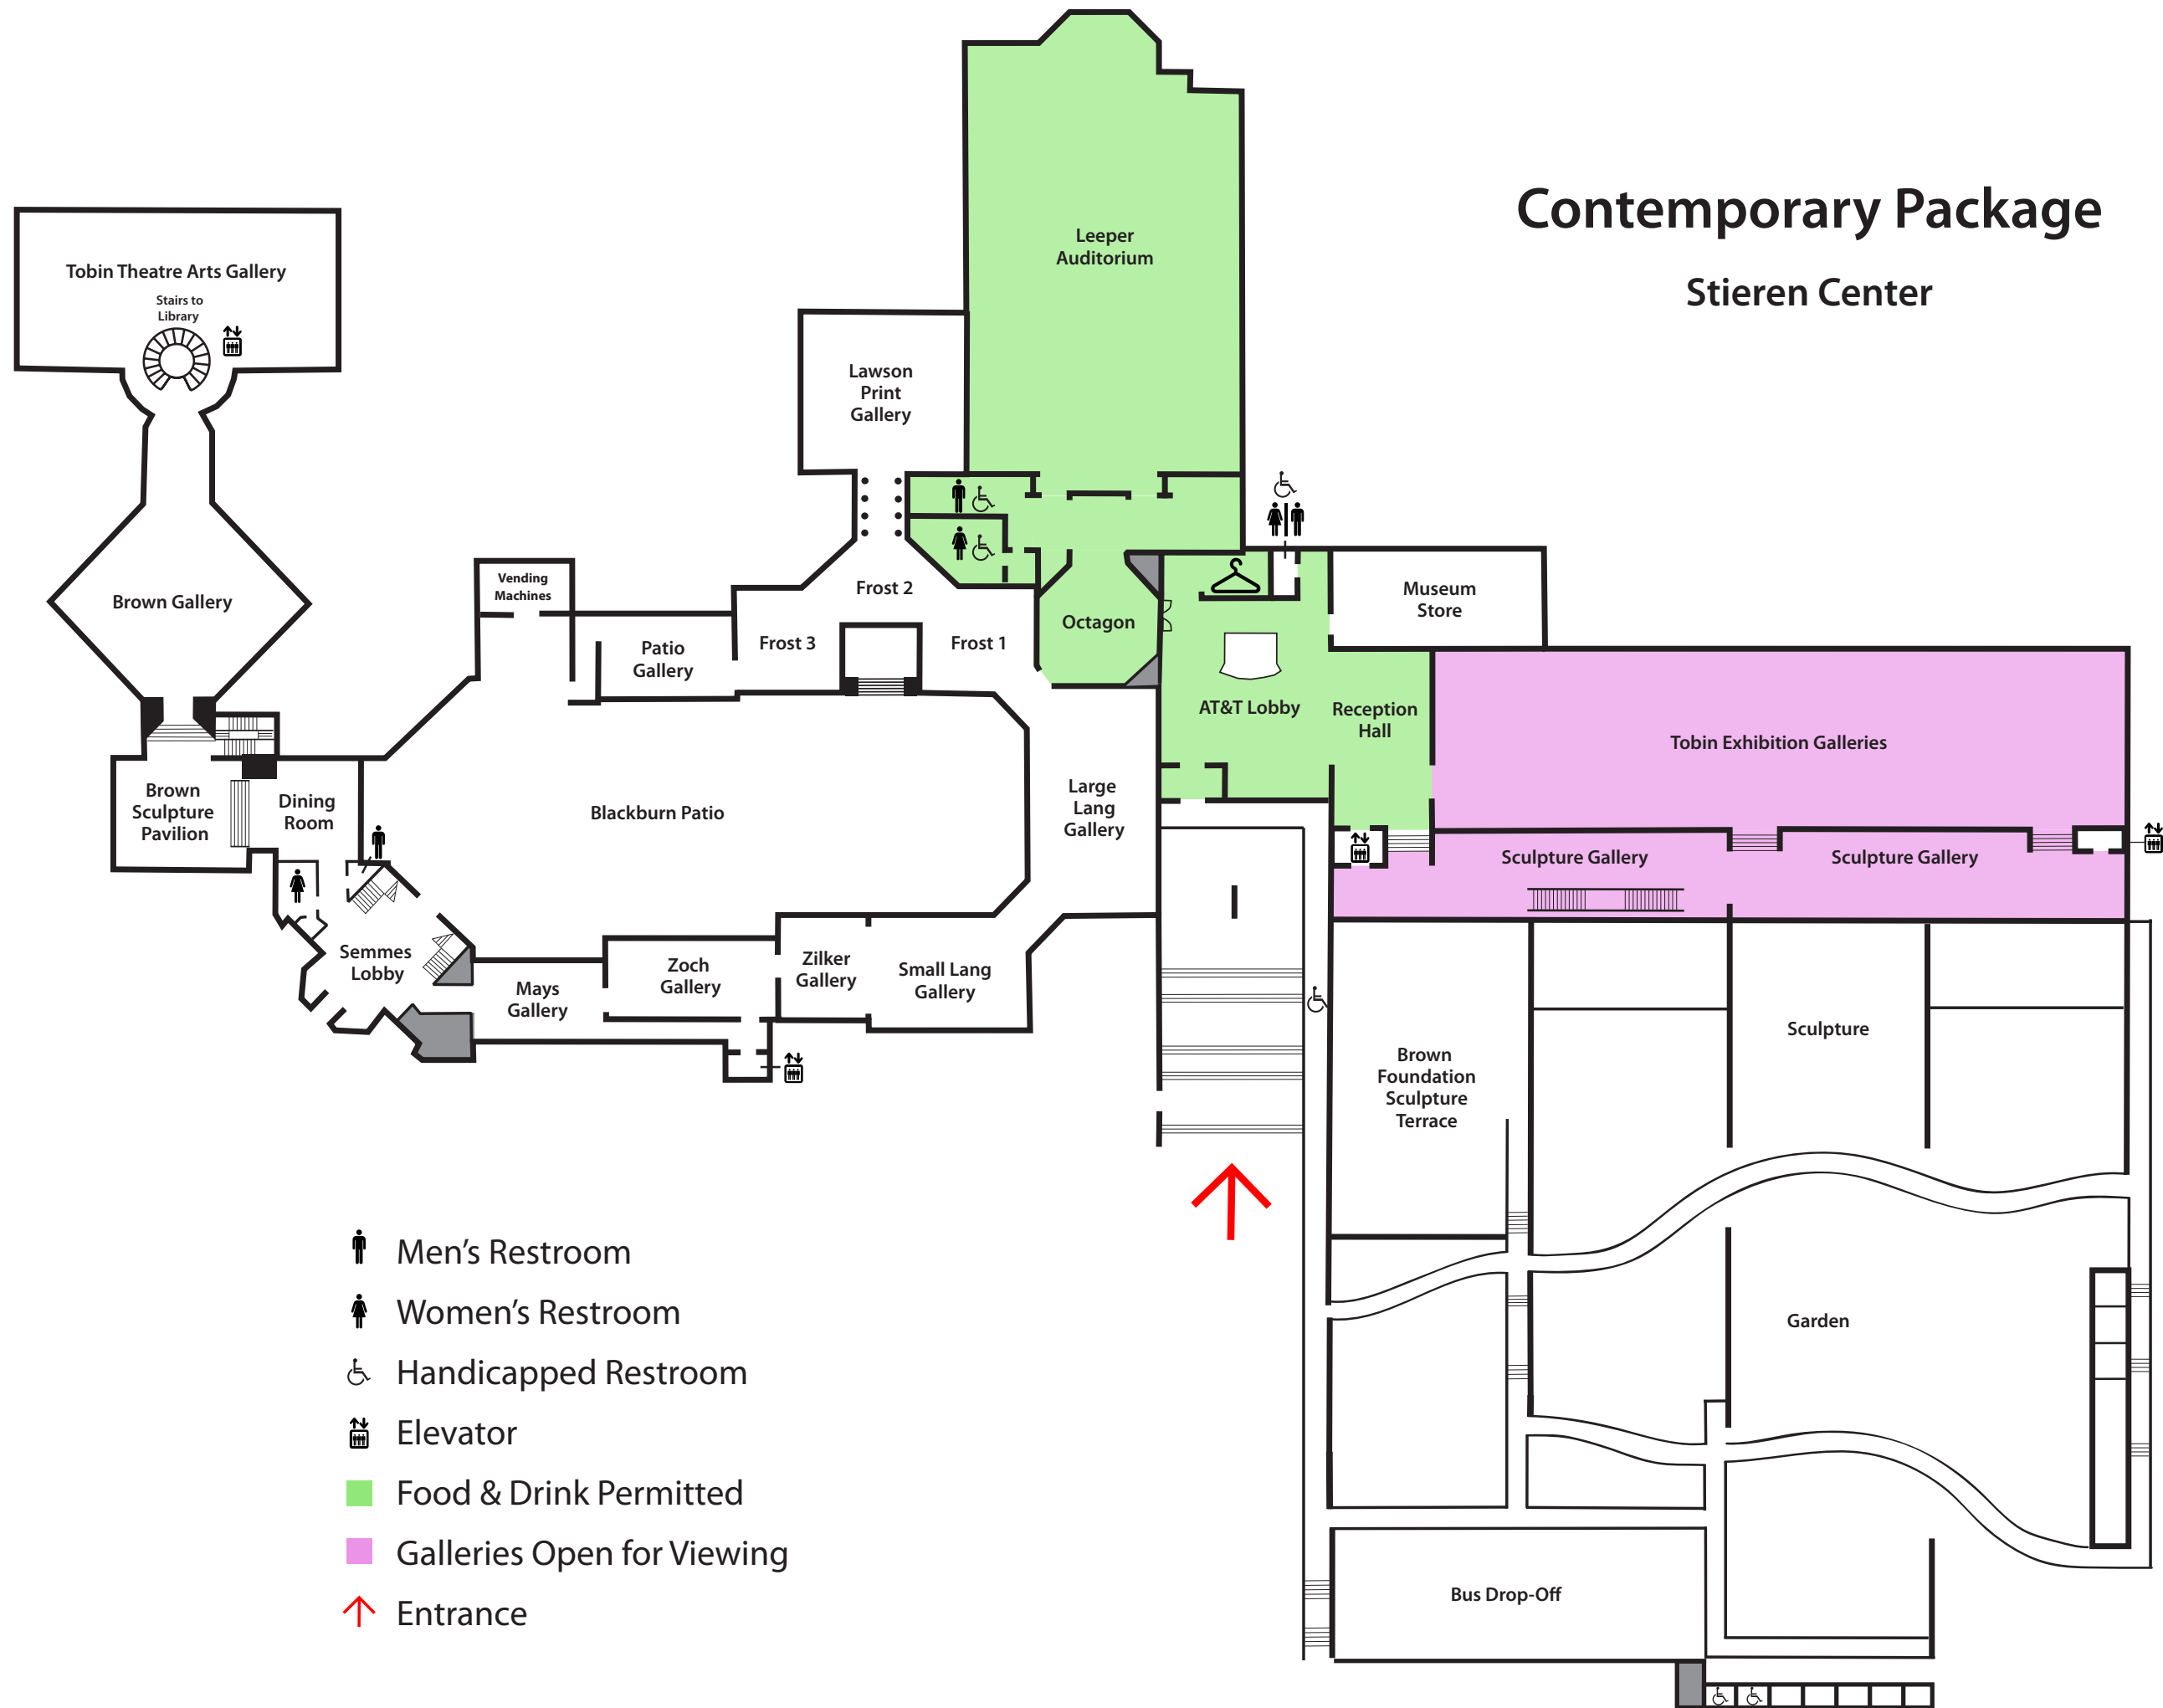 Contemporary Package
Stieren Center
Leeper
Auditorium
Tobin Theatre Arts Gallery
Stairs to
Library
Lawson
Print
Gallery
Brown Gallery
Vending
Machines
Frost 2
Museum
Store
Octagon
Patio
Gallery
Frost 3
Frost 1
AT&T Lobby
Reception
Hall
Tobin Exhibition Galleries
Brown
Sculpture
Pavilion
Dining
Room
Blackburn Patio
Large
Lang
Gallery
Sculpture Gallery
Sculpture Gallery
Semmes
Lobby
Mays
Gallery
Zoch
Gallery
Zilker
Gallery
Small Lang
Gallery
Sculpture
Brown
Foundation
Sculpture
Terrace
Garden
Bus Drop-Off
Men’s Restroom
Women’s Restroom
Handicapped Restroom
Elevator
Food & Drink Permitted
Galleries Open for Viewing
Entrance